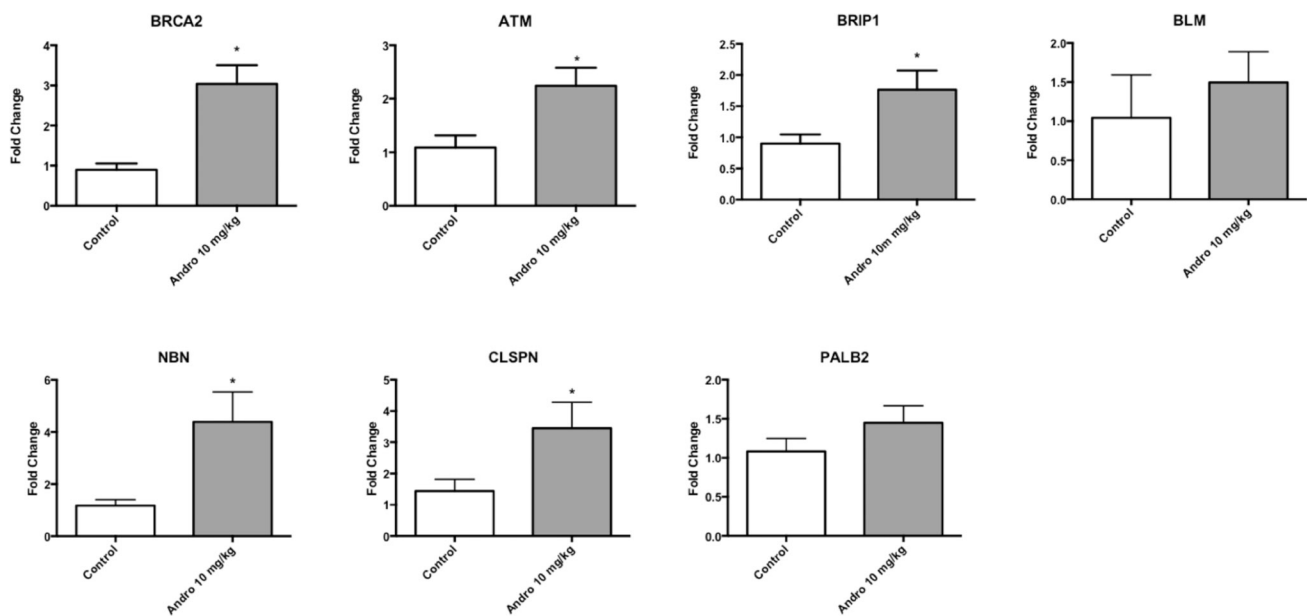 BRCA2
Fold Change
4
3
2
1
0
*
Control
Andro 10 mg/kg
ATM
Fold Change
3
2
1
0
*
Control
Andro 10 mg/kg
BRIP1
Fold Change
2.5
2.0
1.5
1.0
0.5
0.0
*
Control
Andro 10m mg/kg
BLM
Fold Change
2.0
1.5
1.0
0.5
0.0
Control
Andro 10 mg/kg
NBN
Fold Change
6
4
2
0
*
Control
Andro 10 mg/kg
CLSPN
Fold Change
5
4
3
2
1
0
*
Control
Andro 10 mg/kg
PALB2
Fold Change
2.0
1.5
1.0
0.5
0.0
Control
Andro 10 mg/kg